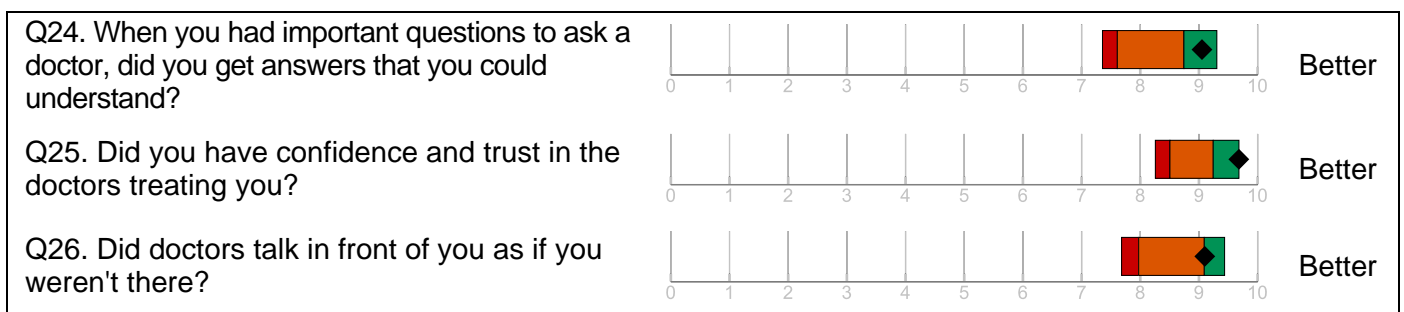 Q24. When you had important questions to ask a
doctor, did you get answers that you could
understand?
Better
0 1 2 3 4 5 6 7 8 9 10
Q25. Did you have confidence and trust in the
doctors treating you?
Better
0 1 2 3 4 5 6 7 8 9 10
Q26. Did doctors talk in front of you as if you
weren't there?
Better
0 1 2 3 4 5 6 7 8 9 10